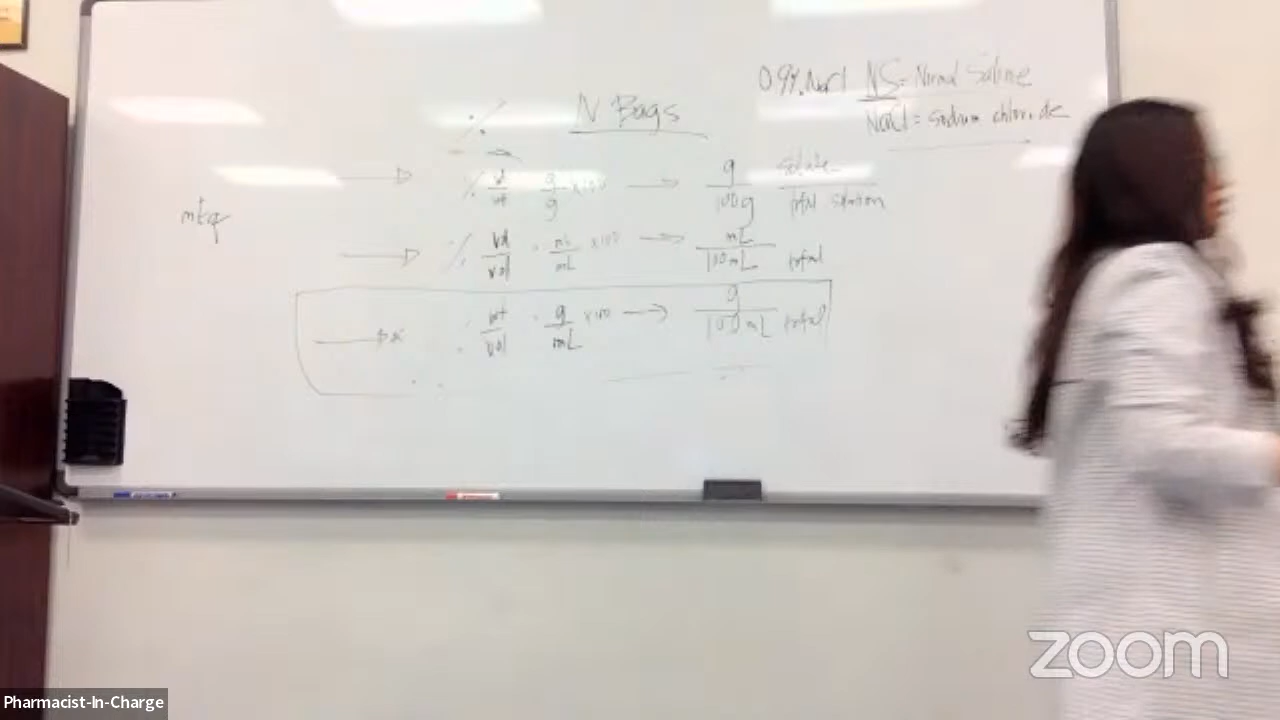 0.9% NaCl NS = Normal Saline
NaCl = Sodium chloride
% IV Bags
% wt/wt g/g x100 → g/100g solute/total solution
mEq
% vol/vol = mL/mL x100 → mL/100mL total
% wt/vol = g/mL x100 → g/100mL total
zoom
Pharmacist-In-Charge